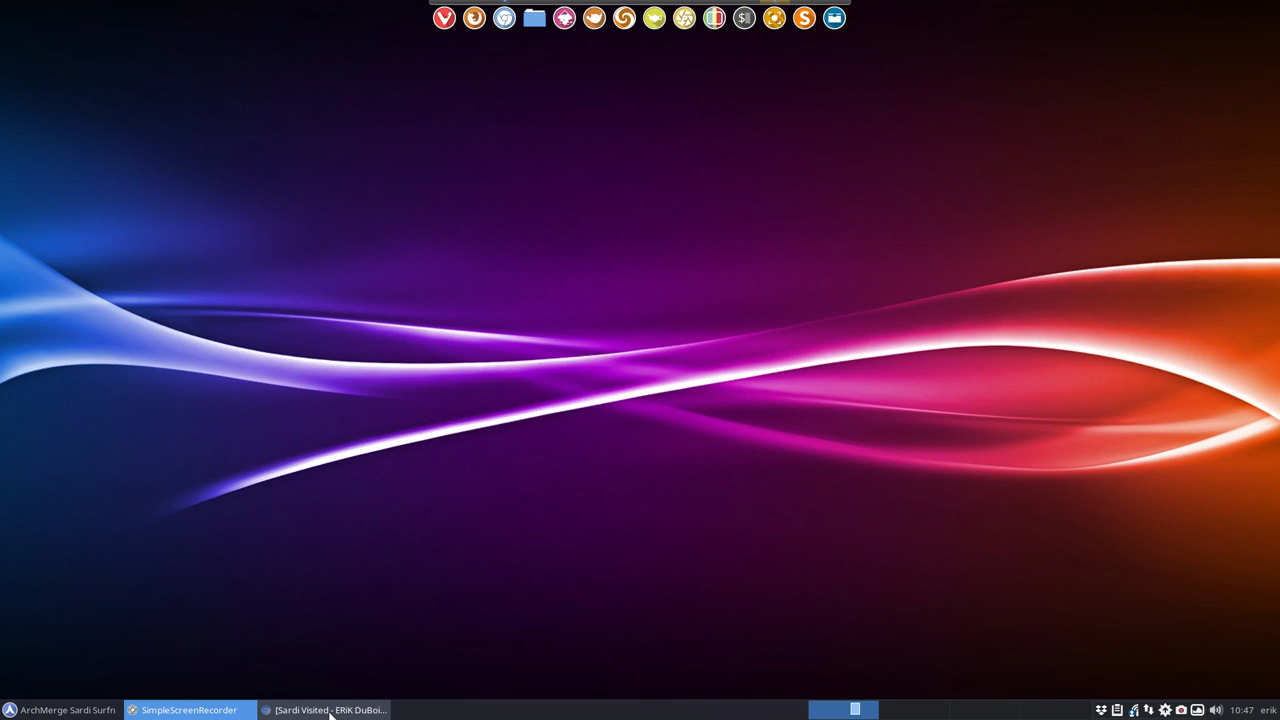 ArchMerge Sardi Surfn
SimpleScreenRecorder
[Sardi Visited - ERiK DuBoi...
10:47
erik